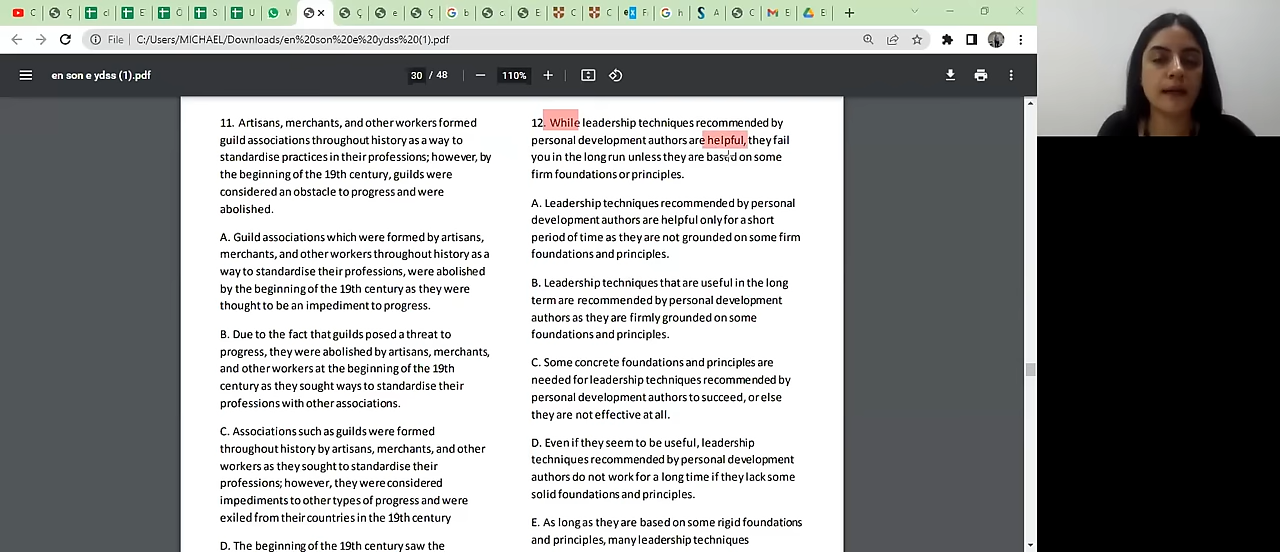 File
C:/Users/MICHAEL/Downloads/en%20son%20e%20ydss%20(1).pdf
en son e ydss (1).pdf
30 / 48
110%
11. Artisans, merchants, and other workers formed
guild associations throughout history as a way to
standardise practices in their professions; however, by
the beginning of the 19th century, guilds were
considered an obstacle to progress and were
abolished.
A. Guild associations which were formed by artisans,
merchants, and other workers throughout history as a
way to standardise their professions, were abolished
by the beginning of the 19th century as they were
thought to be an impediment to progress.
B. Due to the fact that guilds posed a threat to
progress, they were abolished by artisans, merchants,
and other workers at the beginning of the 19th
century as they sought ways to standardise their
professions with other associations.
C. Associations such as guilds were formed
throughout history by artisans, merchants, and other
workers as they sought to standardise their
professions; however, they were considered
impediments to other types of progress and were
exiled from their countries in the 19th century
D. The beginning of the 19th century saw the
12. While leadership techniques recommended by
personal development authors are helpful, they fail
you in the long run unless they are based on some
firm foundations or principles.
A. Leadership techniques recommended by personal
development authors are helpful only for a short
period of time as they are not grounded on some firm
foundations and principles.
B. Leadership techniques that are useful in the long
term are recommended by personal development
authors as they are firmly grounded on some
foundations and principles.
C. Some concrete foundations and principles are
needed for leadership techniques recommended by
personal development authors to succeed, or else
they are not effective at all.
D. Even if they seem to be useful, leadership
techniques recommended by personal development
authors do not work for a long time if they lack some
solid foundations and principles.
E. As long as they are based on some rigid foundations
and principles, many leadership techniques